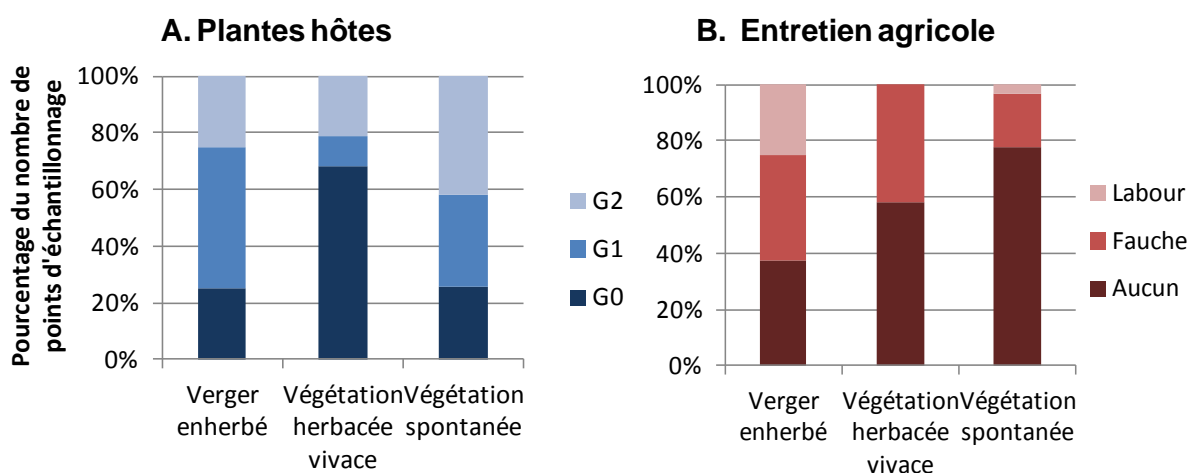 A. Plantes hôtes
Pourcentage du nombre de
points d'échantillonnage
100%
80%
60%
40%
20%
0%
Verger
enherbé
Végétation
herbacée
vivace
Végétation
spontanée
G2
G1
G0
B. Entretien agricole
100%
80%
60%
40%
20%
0%
Verger
enherbé
Végétation
herbacée
vivace
Végétation
spontanée
Labour
Fauche
Aucun